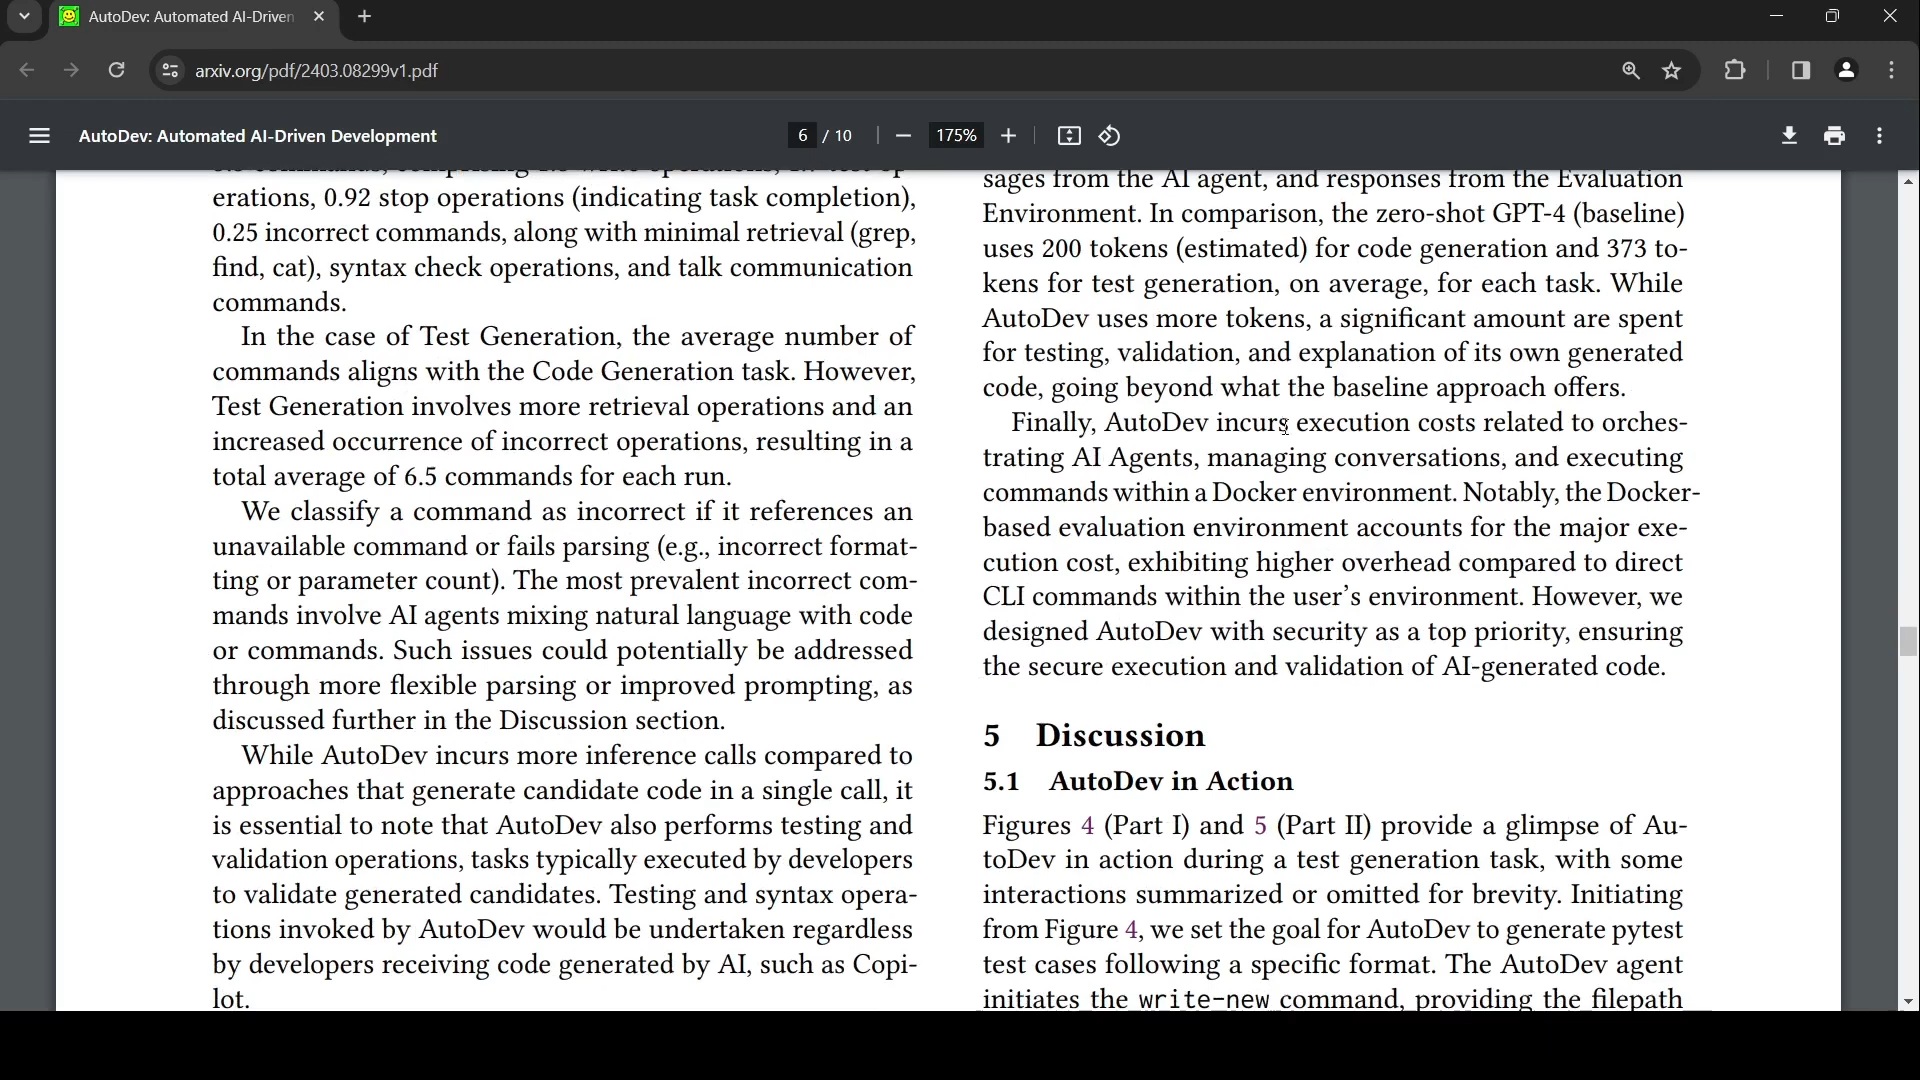 AutoDev: Automated AI-Driven
arxiv.org/pdf/2403.08299v1.pdf
AutoDev: Automated AI-Driven Development
6 / 10
175%
erations, 0.92 stop operations (indicating task completion),
0.25 incorrect commands, along with minimal retrieval (grep,
find, cat), syntax check operations, and talk communication
commands.
In the case of Test Generation, the average number of
commands aligns with the Code Generation task. However,
Test Generation involves more retrieval operations and an
increased occurrence of incorrect operations, resulting in a
total average of 6.5 commands for each run.
We classify a command as incorrect if it references an
unavailable command or fails parsing (e.g., incorrect format-
ting or parameter count). The most prevalent incorrect com-
mands involve AI agents mixing natural language with code
or commands. Such issues could potentially be addressed
through more flexible parsing or improved prompting, as
discussed further in the Discussion section.
While AutoDev incurs more inference calls compared to
approaches that generate candidate code in a single call, it
is essential to note that AutoDev also performs testing and
validation operations, tasks typically executed by developers
to validate generated candidates. Testing and syntax opera-
tions invoked by AutoDev would be undertaken regardless
by developers receiving code generated by AI, such as Copi-
lot.
sages from the AI agent, and responses from the Evaluation
Environment. In comparison, the zero-shot GPT-4 (baseline)
uses 200 tokens (estimated) for code generation and 373 to-
kens for test generation, on average, for each task. While
AutoDev uses more tokens, a significant amount are spent
for testing, validation, and explanation of its own generated
code, going beyond what the baseline approach offers.
Finally, AutoDev incurs execution costs related to orches-
trating AI Agents, managing conversations, and executing
commands within a Docker environment. Notably, the Docker-
based evaluation environment accounts for the major exe-
cution cost, exhibiting higher overhead compared to direct
CLI commands within the user's environment. However, we
designed AutoDev with security as a top priority, ensuring
the secure execution and validation of AI-generated code.
5 Discussion
5.1 AutoDev in Action
Figures 4 (Part I) and 5 (Part II) provide a glimpse of Au-
toDev in action during a test generation task, with some
interactions summarized or omitted for brevity. Initiating
from Figure 4, we set the goal for AutoDev to generate pytest
test cases following a specific format. The AutoDev agent
initiates the write-new command, providing the filepath